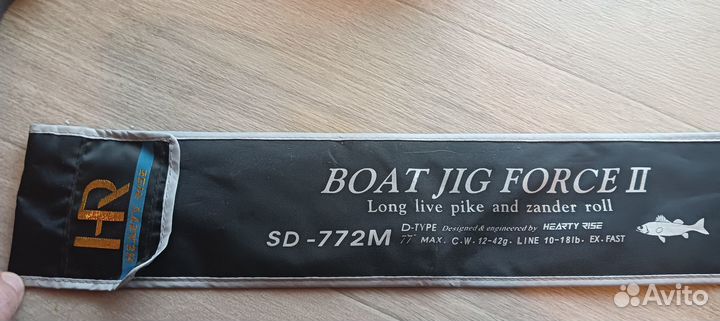 HR
HEARTY RISE
BOAT JIG FORCE II
Long live pike and zander roll
SD-772M D-TYPE Designed & engineered by HEARTY RISE
7'7" MAX. C.W. 12-42g. LINE 10-18lb. EX. FAST
Avito